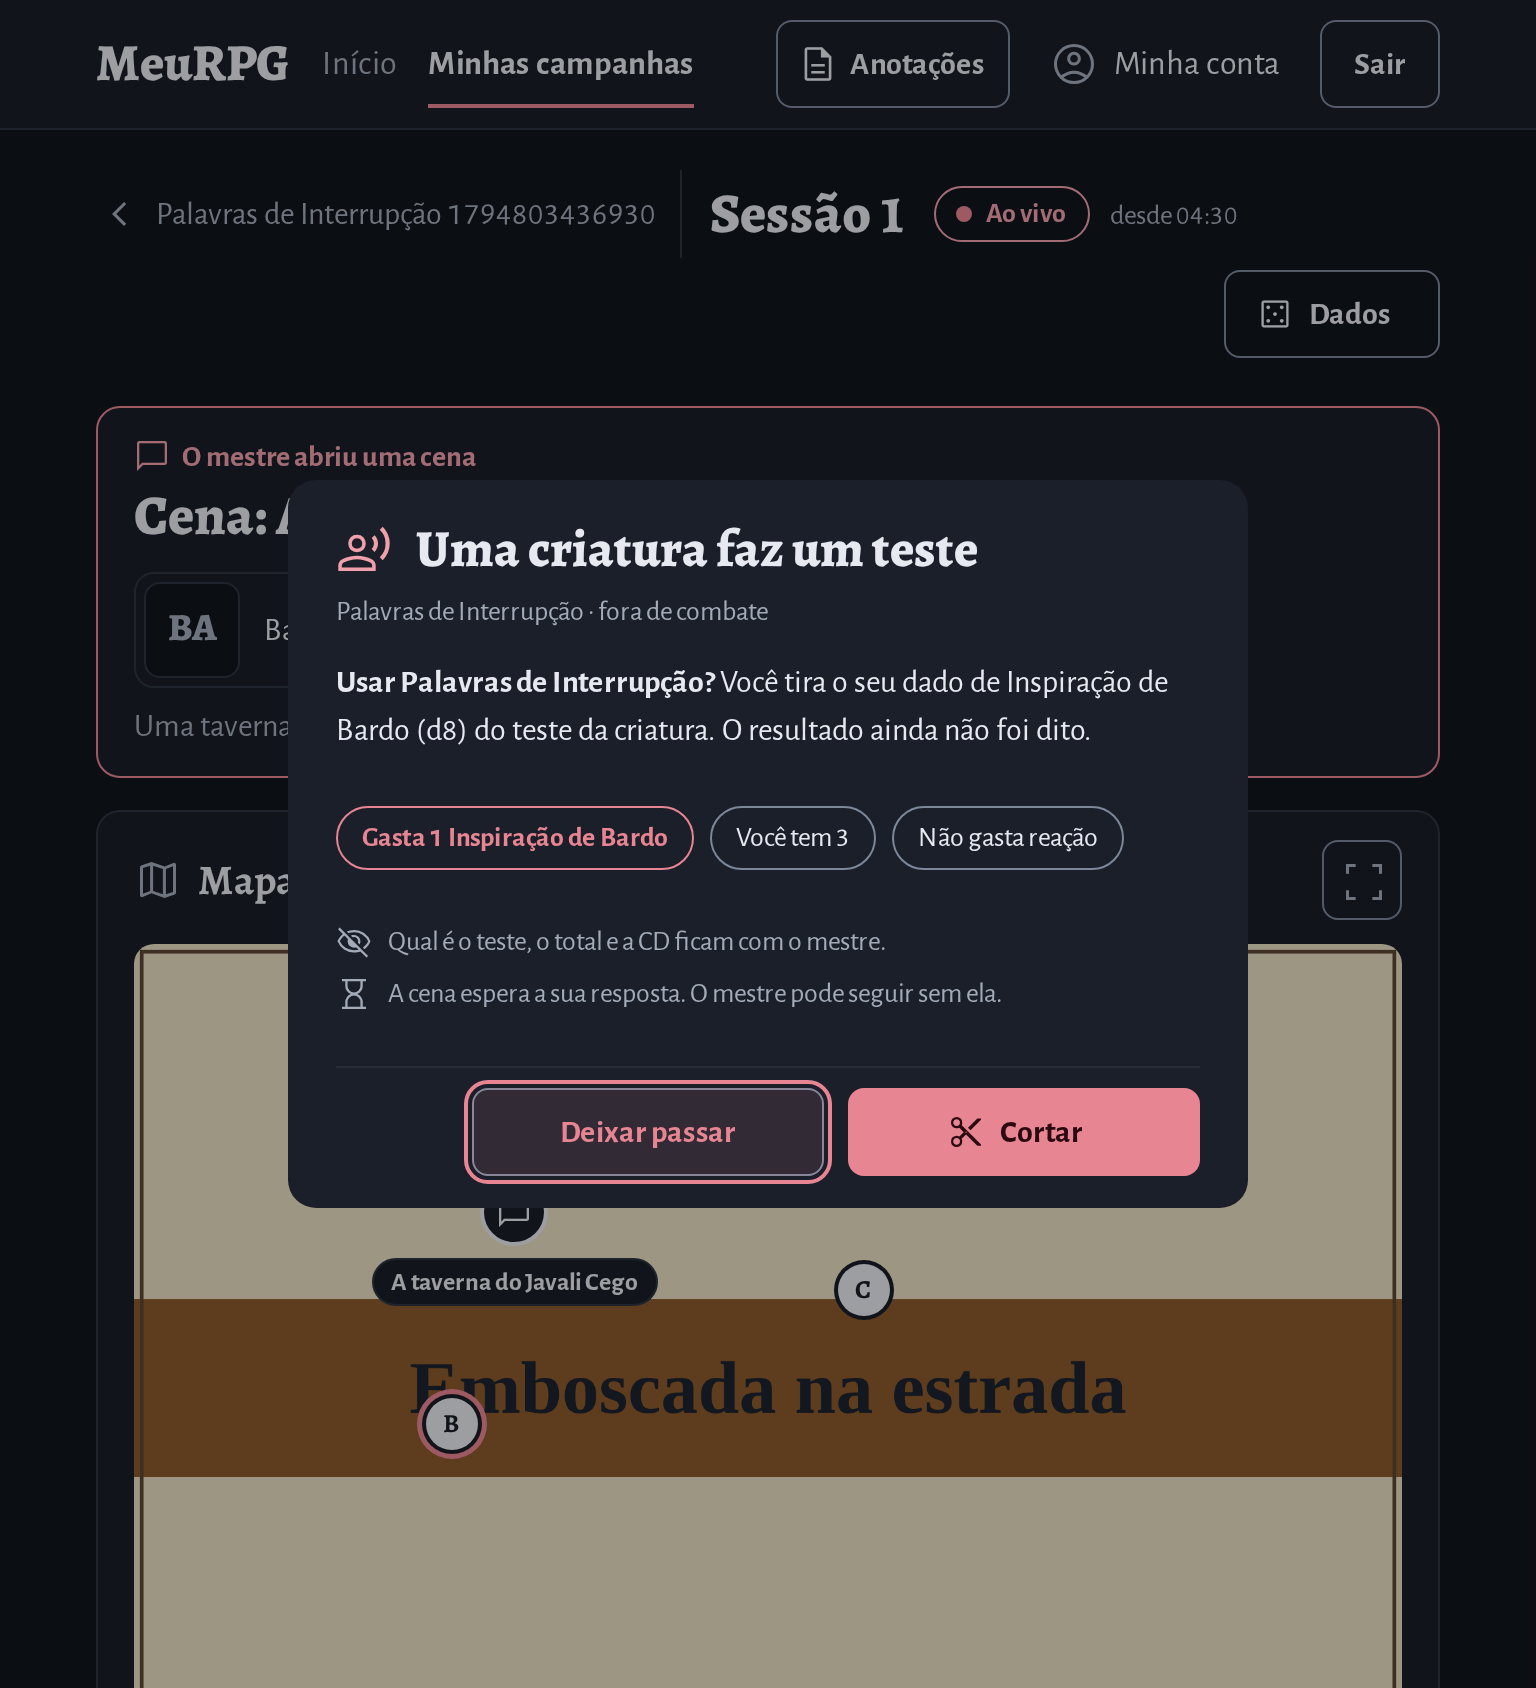 MeuRPG Início Minhas campanhas Anotações Minha conta Sair
Palavras de Interrupção 1794803436930 Sessão 1 Ao vivo desde 04:30
Dados
O mestre abriu uma cena
Cena:
BA
Uma taverna
Mapa
Uma criatura faz um teste
Palavras de Interrupção · fora de combate
Usar Palavras de Interrupção? Você tira o seu dado de Inspiração de
Bardo (d8) do teste da criatura. O resultado ainda não foi dito.
Gasta 1 Inspiração de Bardo Você tem 3 Não gasta reação
Qual é o teste, o total e a CD ficam com o mestre.
A cena espera a sua resposta. O mestre pode seguir sem ela.
Deixar passar Cortar
A taverna do Javali Cego
C
Emboscada na estrada
B